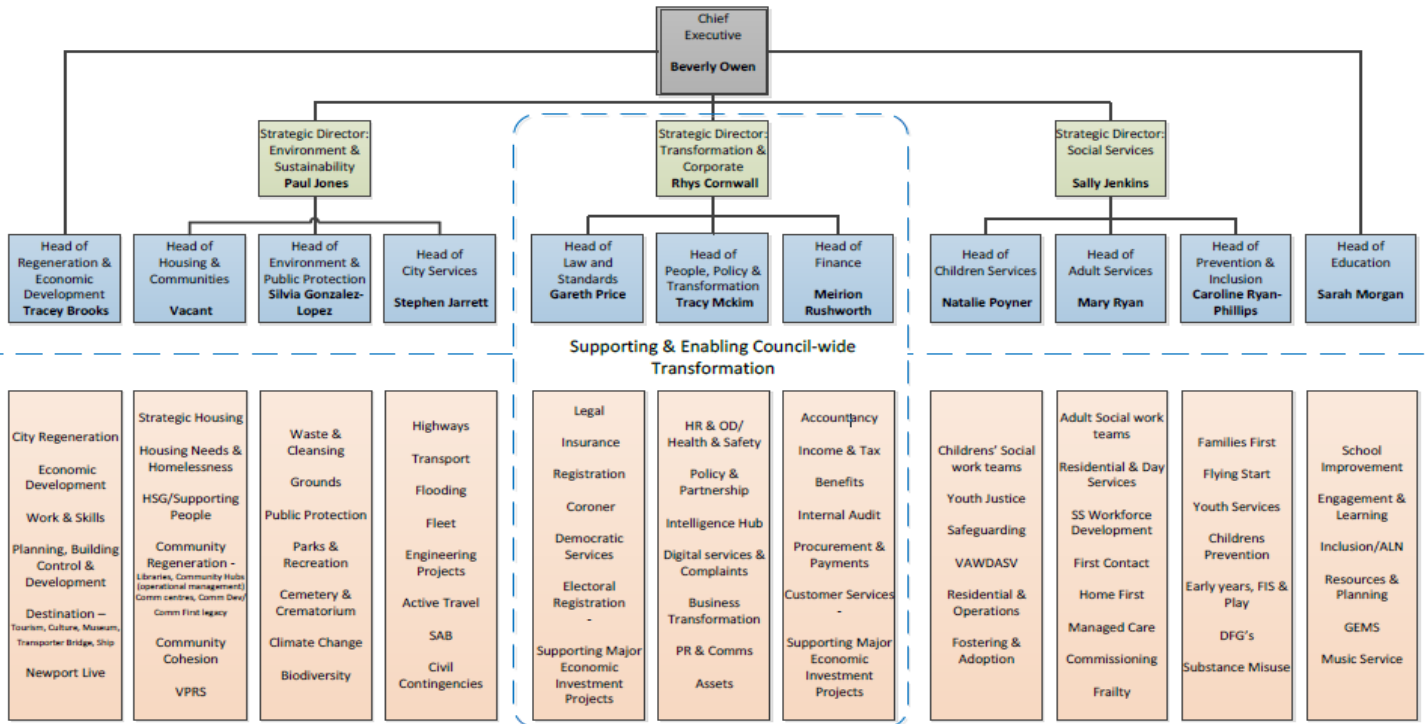 Chief
Executive
Beverly Owen
Strategic Director:
Environment &
Sustainability
Paul Jones
Strategic Director:
Transformation &
Corporate
Rhys Cornwall
Strategic Director:
Social Services
Sally Jenkins
Head of
Regeneration &
Economic
Development
Tracey Brooks
Head of
Housing &
Communities
Vacant
Head of
Environment &
Public Protection
Silvia Gonzalez-
Lopez
Head of
City Services
Stephen Jarrett
Head of
Law and
Standards
Gareth Price
Head of
People, Policy &
Transformation
Tracy Mckim
Head of
Finance
Meirion
Rushworth
Head of
Children Services
Natalie Poyner
Head of
Adult Services
Mary Ryan
Head of
Prevention &
Inclusion
Caroline Ryan-
Phillips
Head of
Education
Sarah Morgan
Supporting & Enabling Council-wide
Transformation
City Regeneration
Economic
Development
Work & Skills
Planning, Building
Control &
Development
Destination –
Tourism, Culture, Museum,
Transporter Bridge, Ship
Newport Live
Strategic Housing
Housing Needs &
Homelessness
HSG/Supporting
People
Community
Regeneration -
Libraries, Community Hubs
(operational management)
Comm centres, Comm Dev/
Comm First legacy
Community
Cohesion
VPRS
Waste &
Cleansing
Grounds
Public Protection
Parks &
Recreation
Cemetery &
Crematorium
Climate Change
Biodiversity
Highways
Transport
Flooding
Fleet
Engineering
Projects
Active Travel
SAB
Civil
Contingencies
Legal
Insurance
Registration
Coroner
Democratic
Services
Electoral
Registration
-
Supporting Major
Economic
Investment
Projects
HR & OD/
Health & Safety
Policy &
Partnership
Intelligence Hub
Digital services &
Complaints
Business
Transformation
PR & Comms
Assets
Accountancy
Income & Tax
Benefits
Internal Audit
Procurement &
Payments
Customer Services
-
Supporting Major
Economic
Investment
Projects
Childrens' Social
work teams
Youth Justice
Safeguarding
VAWDASV
Residential &
Operations
Fostering &
Adoption
Adult Social work
teams
Residential & Day
Services
SS Workforce
Development
First Contact
Home First
Managed Care
Commissioning
Frailty
Families First
Flying Start
Youth Services
Childrens
Prevention
Early years, FIS &
Play
DFG's
Substance Misuse
School
Improvement
Engagement &
Learning
Inclusion/ALN
Resources &
Planning
GEMS
Music Service